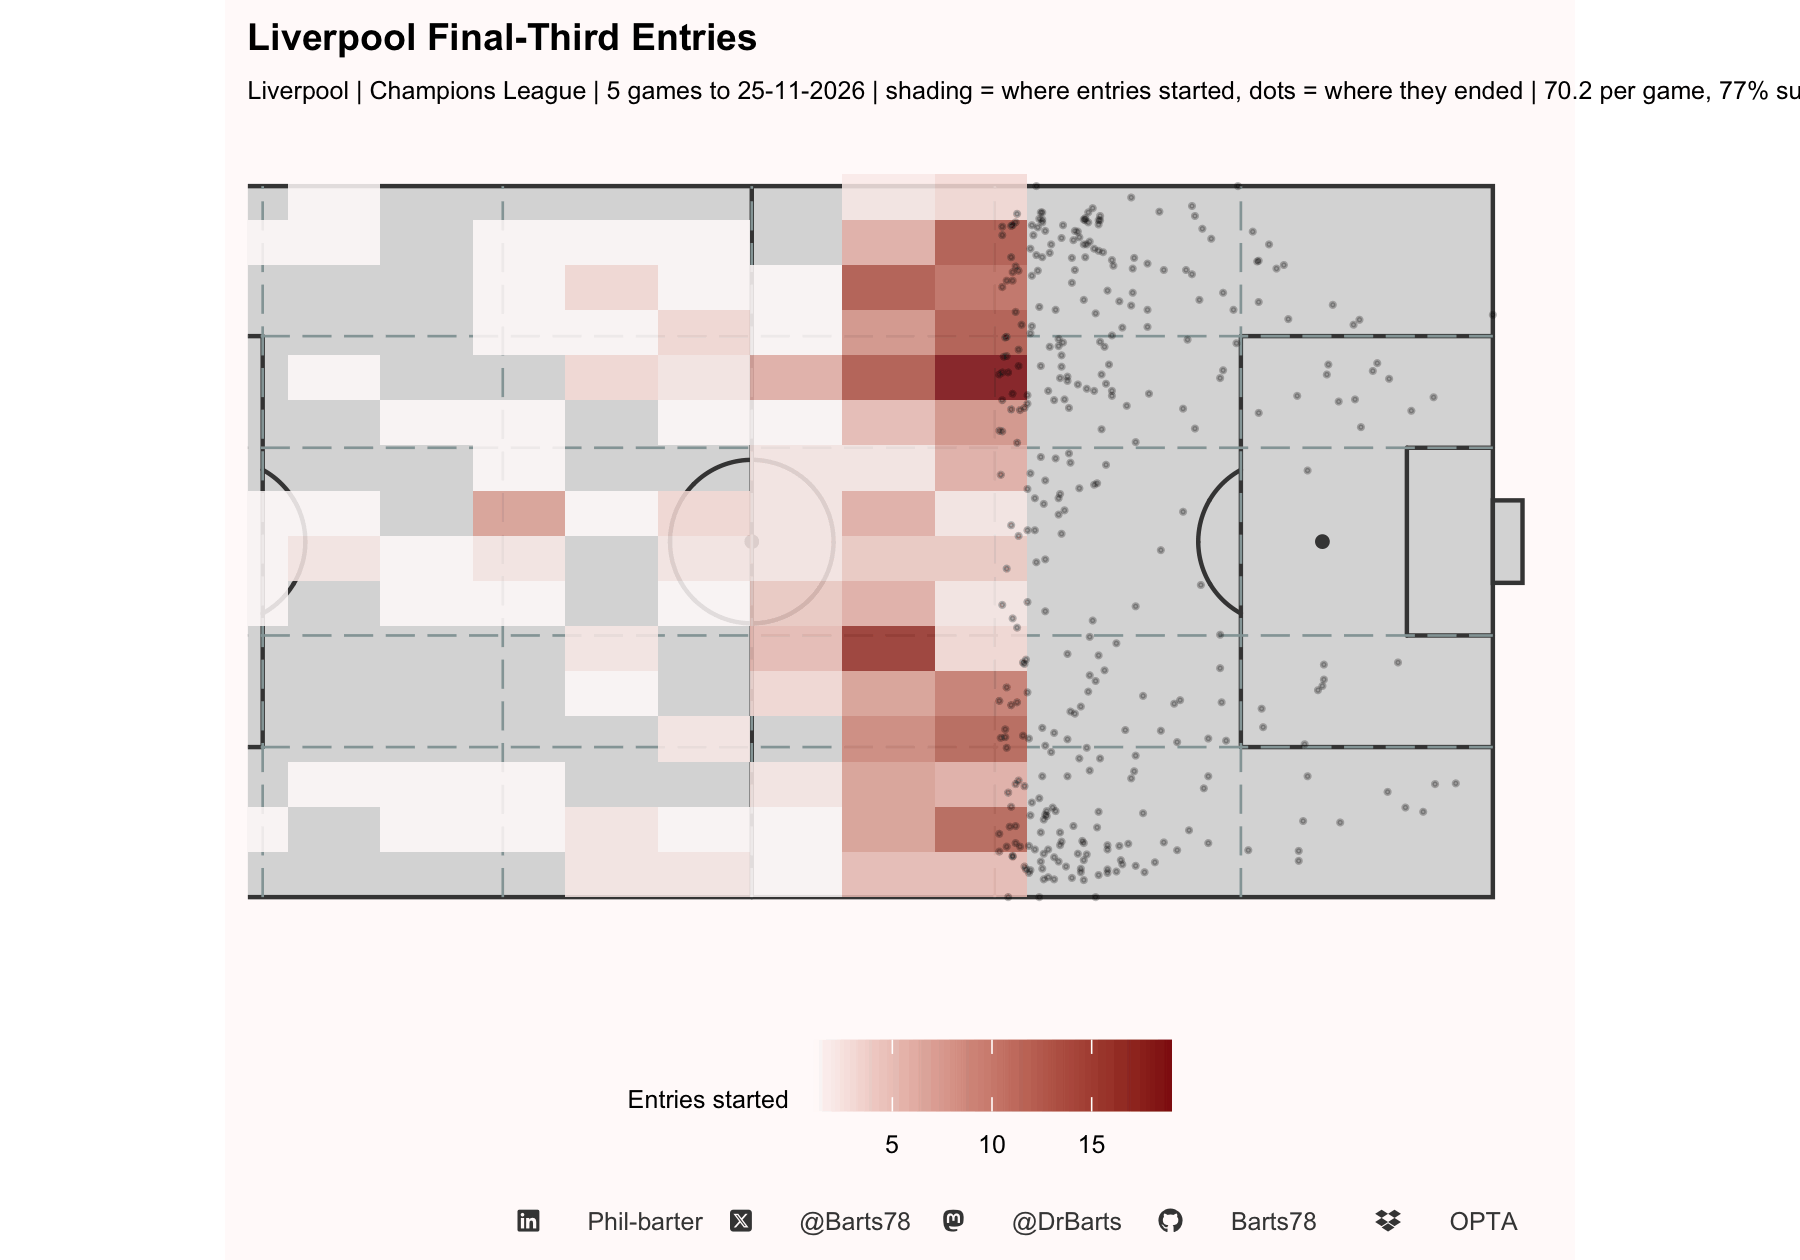 Liverpool Final-Third Entries
Liverpool | Champions League | 5 games to 25-11-2026 | shading = where entries started, dots = where they ended | 70.2 per game, 77%
Entries started
5 10 15
Phil-barter @Barts78 @DrBarts Barts78 OPTA